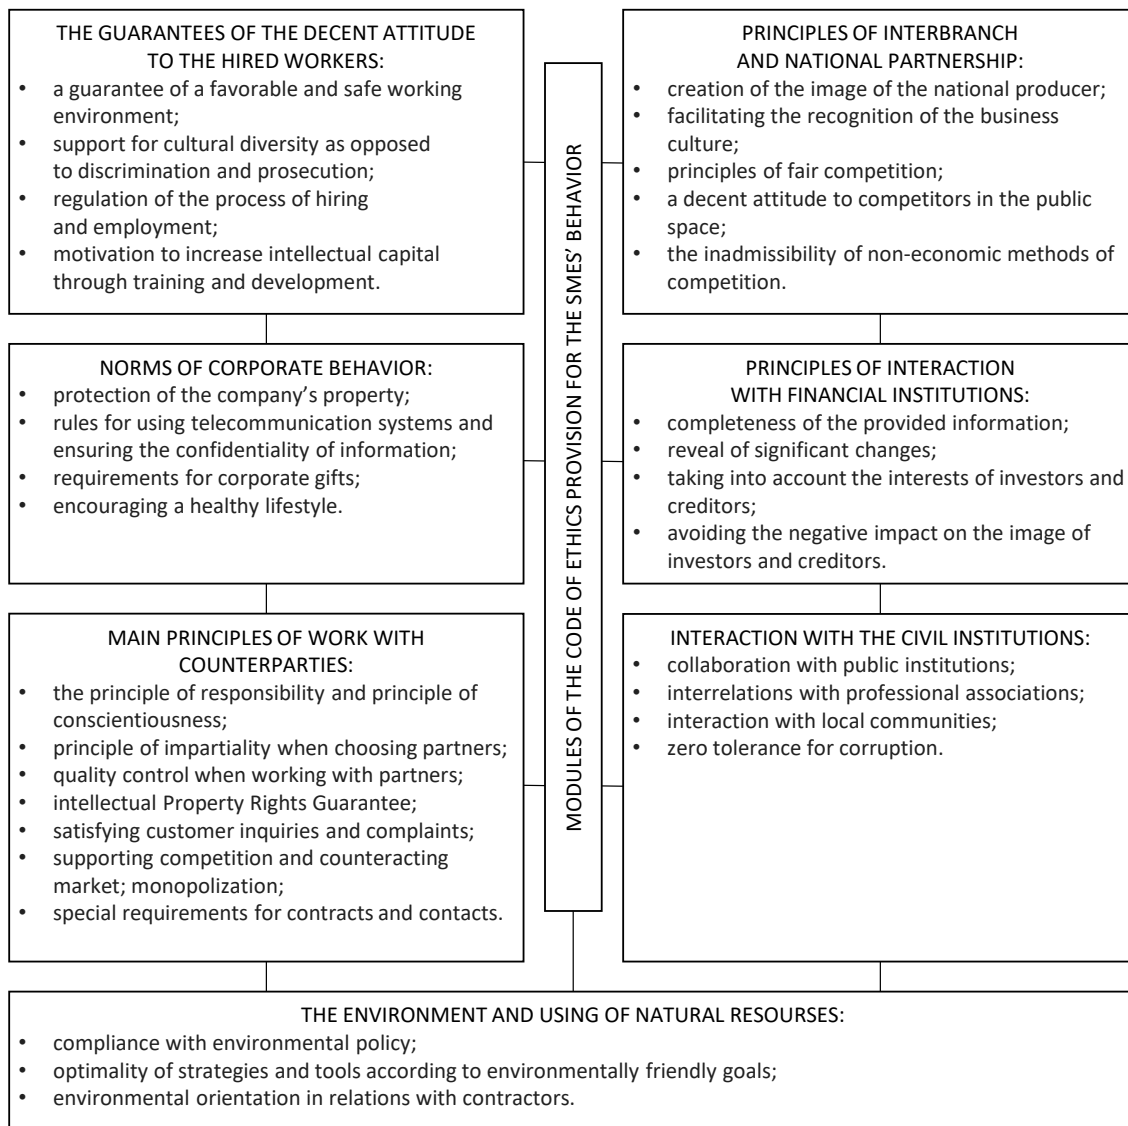 THE GUARANTEES OF THE DECENT ATTITUDE
TO THE HIRED WORKERS:
• a guarantee of a favorable and safe working
environment;
• support for cultural diversity as opposed
to discrimination and prosecution;
• regulation of the process of hiring
and employment;
• motivation to increase intellectual capital
through training and development.
NORMS OF CORPORATE BEHAVIOR:
• protection of the company’s property;
• rules for using telecommunication systems and
ensuring the confidentiality of information;
• requirements for corporate gifts;
• encouraging a healthy lifestyle.
MAIN PRINCIPLES OF WORK WITH
COUNTERPARTIES:
• the principle of responsibility and principle of
conscientiousness;
• principle of impartiality when choosing partners;
• quality control when working with partners;
• intellectual Property Rights Guarantee;
• satisfying customer inquiries and complaints;
• supporting competition and counteracting
market; monopolization;
• special requirements for contracts and contacts.
MODULES OF THE CODE OF ETHICS PROVISION FOR THE SMES’ BEHAVIOR
PRINCIPLES OF INTERBRANCH
AND NATIONAL PARTNERSHIP:
• creation of the image of the national producer;
• facilitating the recognition of the business
culture;
• principles of fair competition;
• a decent attitude to competitors in the public
space;
• the inadmissibility of non-economic methods of
competition.
PRINCIPLES OF INTERACTION
WITH FINANCIAL INSTITUTIONS:
• completeness of the provided information;
• reveal of significant changes;
• taking into account the interests of investors and
creditors;
• avoiding the negative impact on the image of
investors and creditors.
INTERACTION WITH THE CIVIL INSTITUTIONS:
• collaboration with public institutions;
• interrelations with professional associations;
• interaction with local communities;
• zero tolerance for corruption.
THE ENVIRONMENT AND USING OF NATURAL RESOURSES:
• compliance with environmental policy;
• optimality of strategies and tools according to environmentally friendly goals;
• environmental orientation in relations with contractors.